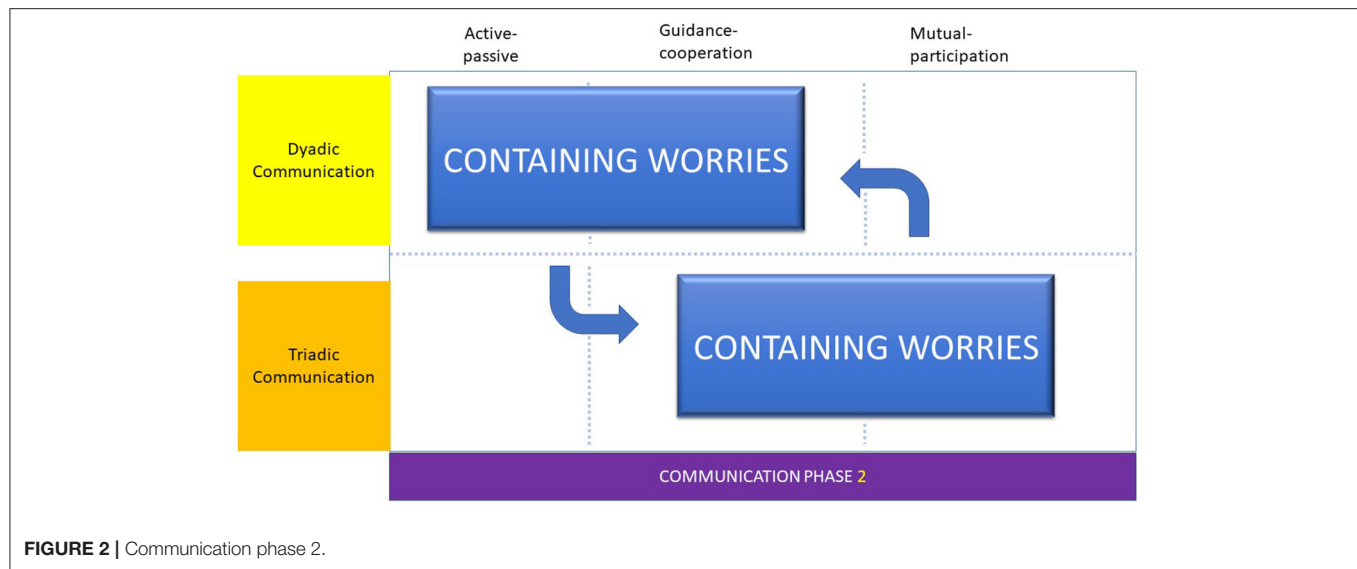 Active-
passive
Guidance-
cooperation
Mutual-
participation
Dyadic
Communication
CONTAINING WORRIES
Triadic
Communication
CONTAINING WORRIES
COMMUNICATION PHASE 2
FIGURE 2 | Communication phase 2.